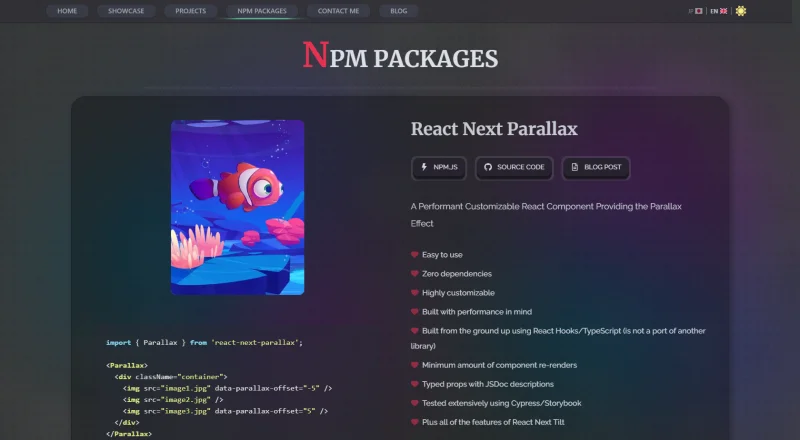 HOME SHOWCASE PROJECTS NPM PACKAGES CONTACT ME BLOG JP EN
NPM PACKAGES
React Next Parallax
NPMJS SOURCE CODE BLOG POST
A Performant Customizable React Component Providing the Parallax
Effect
Easy to use
Zero dependencies
Highly customizable
Built with performance in mind
Built from the ground up using React Hooks/TypeScript (is not a port of another
library)
Minimum amount of component re-renders
Typed props with JSDoc descriptions
Tested extensively using Cypress/Storybook
Plus all of the features of React Next Tilt
import { Parallax } from 'react-next-parallax';
<Parallax>
<div className="container">
<img src="image1.jpg" data-parallax-offset="-5" />
<img src="image2.jpg" />
<img src="image3.jpg" data-parallax-offset="5" />
</div>
</Parallax>